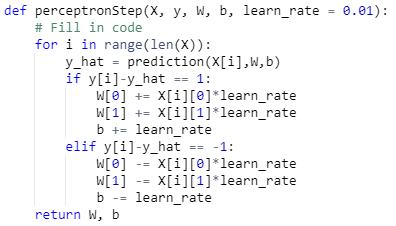 def perceptronStep(X, y, W, b, learn_rate = 0.01):
    # Fill in code
    for i in range(len(X)):
        y_hat = prediction(X[i],W,b)
        if y[i]-y_hat == 1:
            W[0] += X[i][0]*learn_rate
            W[1] += X[i][1]*learn_rate
            b += learn_rate
        elif y[i]-y_hat == -1:
            W[0] -= X[i][0]*learn_rate
            W[1] -= X[i][1]*learn_rate
            b -= learn_rate
    return W, b